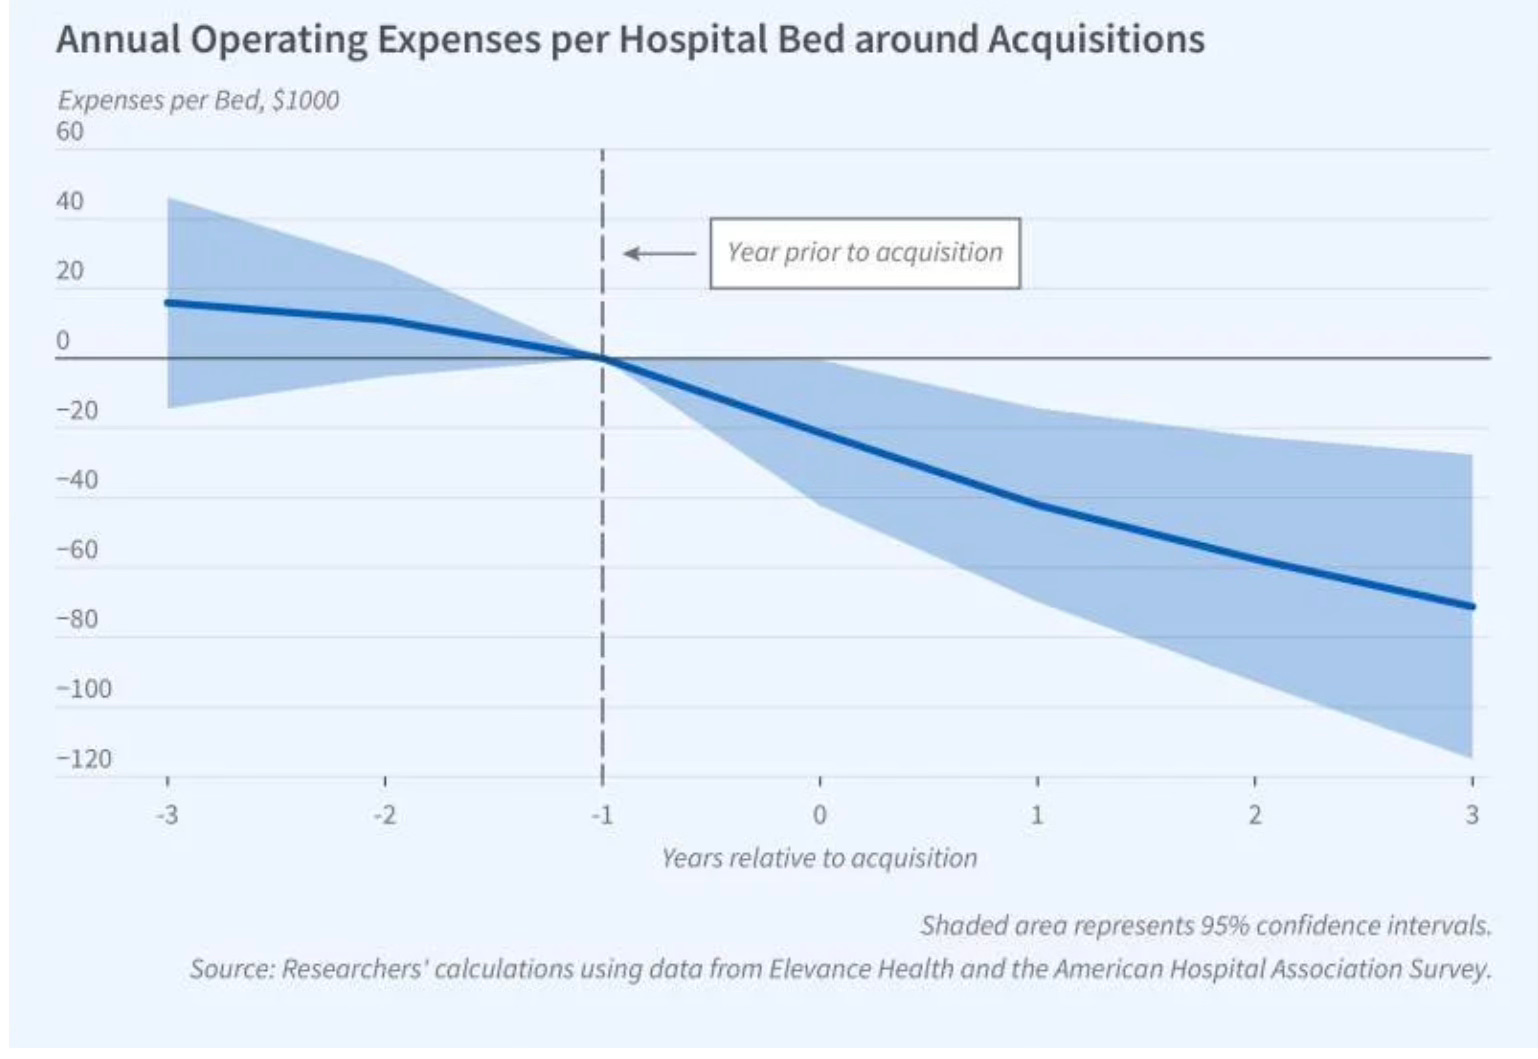 Annual Operating Expenses per Hospital Bed around Acquisitions
Expenses per Bed, $1000
60
40
20
0
−20
−40
−60
−80
−100
−120
Year prior to acquisition
-3 -2 -1 0 1 2 3
Years relative to acquisition
Shaded area represents 95% confidence intervals.
Source: Researchers' calculations using data from Elevance Health and the American Hospital Association Survey.